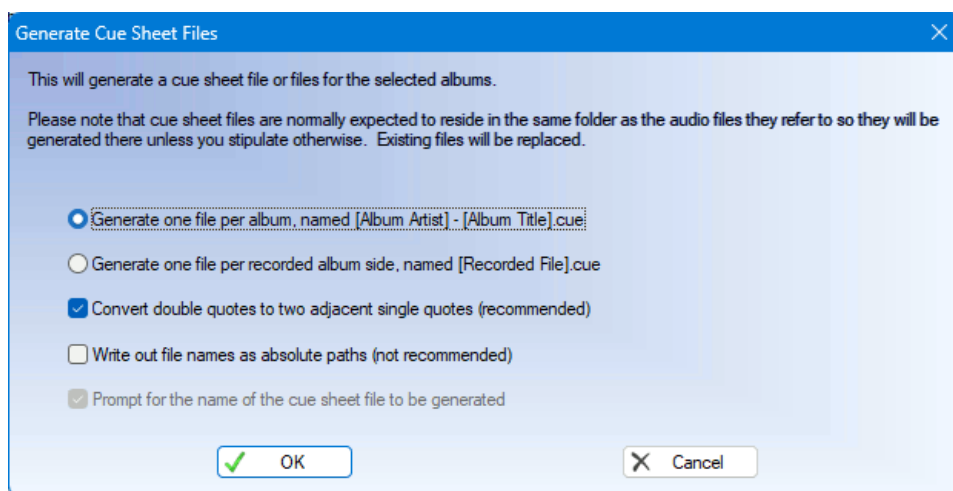 Generate Cue Sheet Files
This will generate a cue sheet file or files for the selected albums.
Please note that cue sheet files are normally expected to reside in the same folder as the audio files they refer to so they will be
generated there unless you stipulate otherwise.  Existing files will be replaced.
Generate one file per album, named [Album Artist] - [Album Title].cue
Generate one file per recorded album side, named [Recorded File].cue
Convert double quotes to two adjacent single quotes (recommended)
Write out file names as absolute paths (not recommended)
Prompt for the name of the cue sheet file to be generated
OK
Cancel